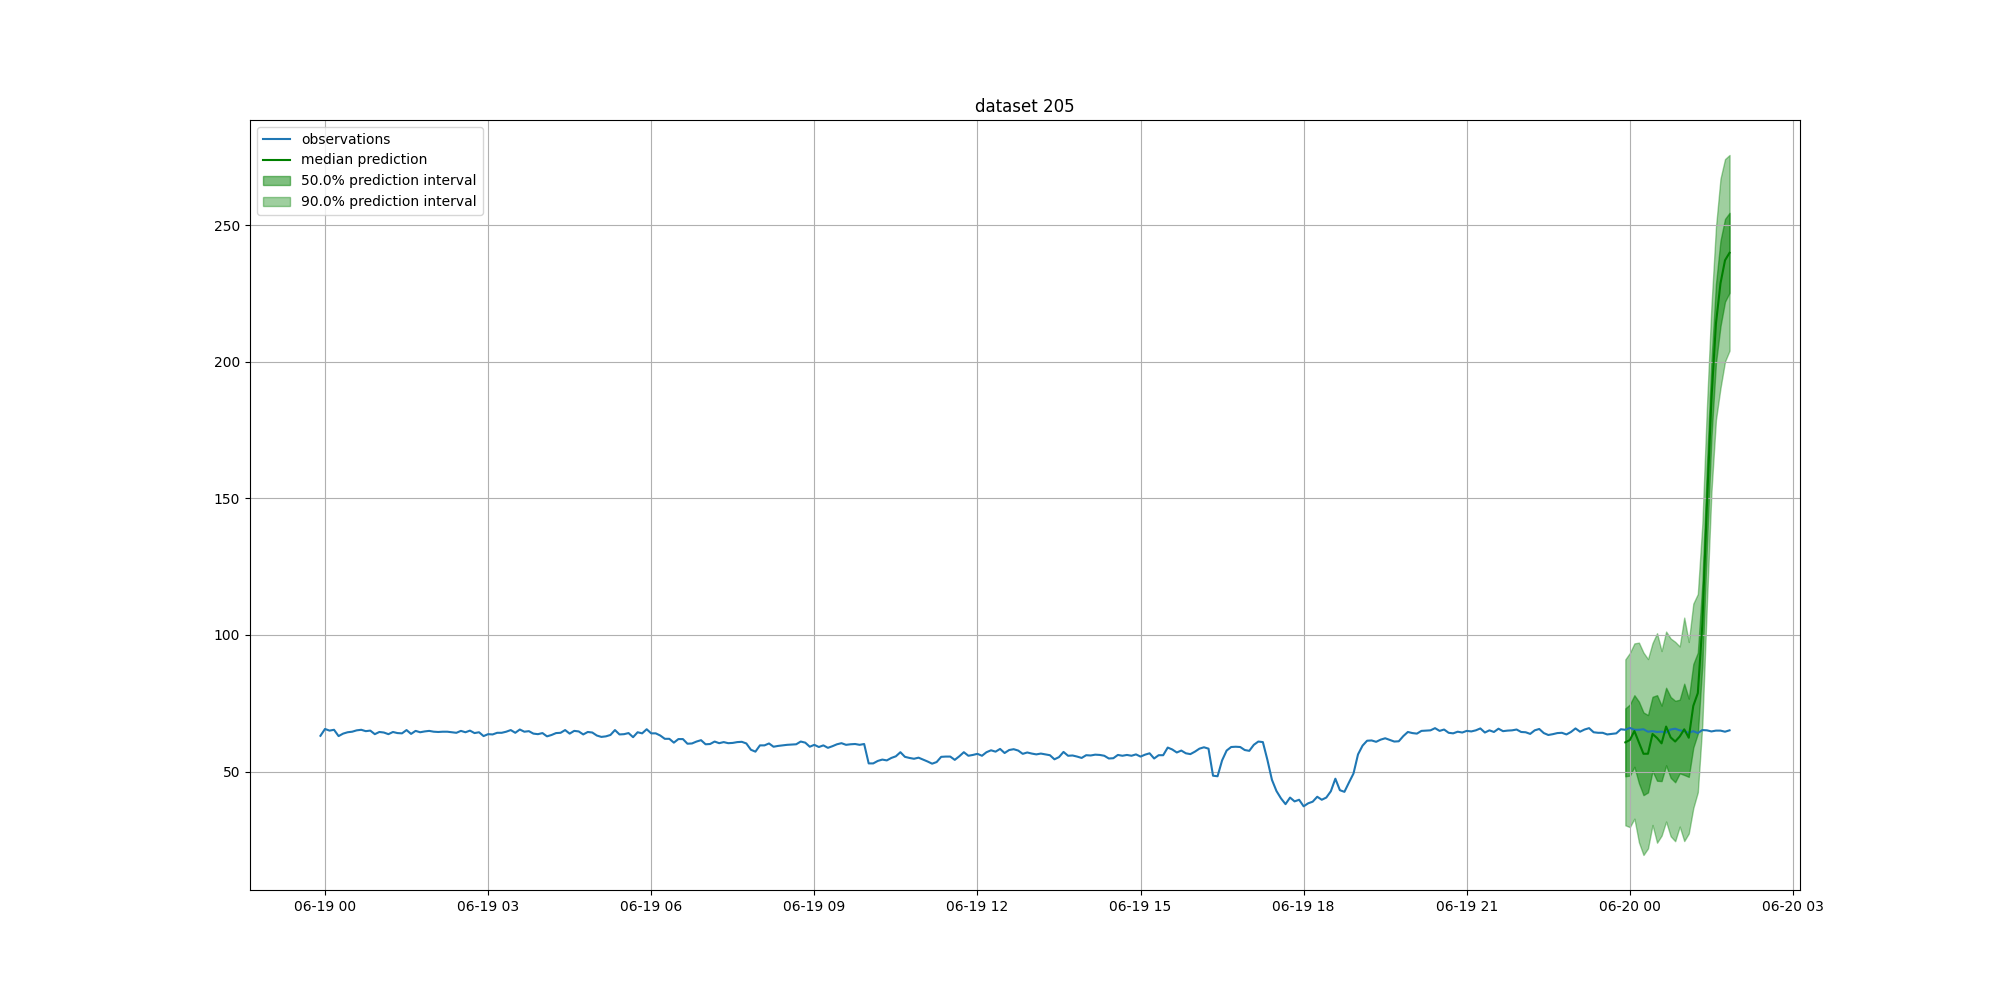 dataset 205
observations
median prediction
50.0% prediction interval
90.0% prediction interval
250
200
150
100
50
06-19 00 06-19 03 06-19 06 06-19 09 06-19 12 06-19 15 06-19 18 06-19 21 06-20 00 06-20 03